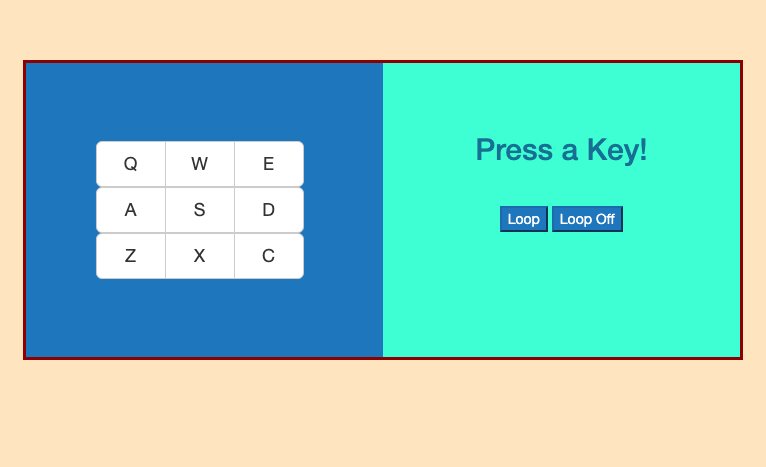 Q W E
A S D
Z X C
Press a Key!
Loop Loop Off